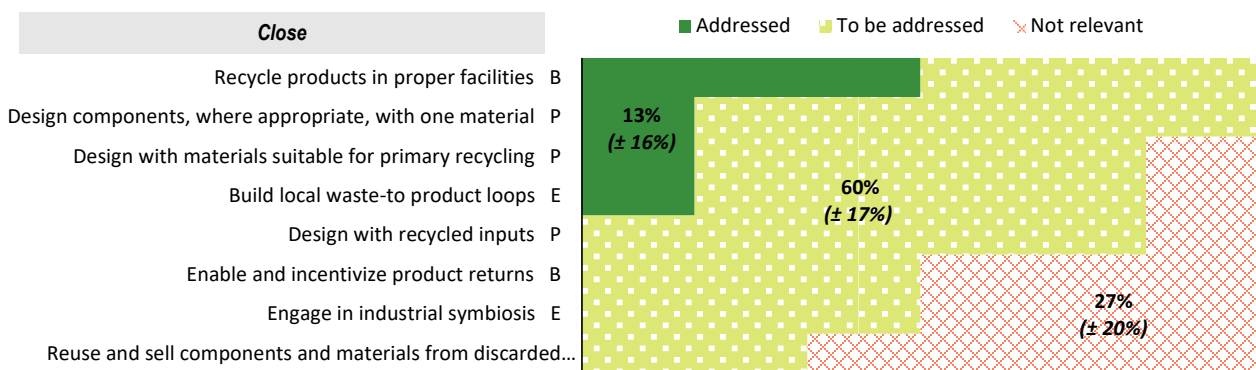 Close
Addressed To be addressed Not relevant
Recycle products in proper facilities B
Design components, where appropriate, with one material P
13%
(± 16%)
Design with materials suitable for primary recycling P
Build local waste-to product loops E
60%
(± 17%)
Design with recycled inputs P
Enable and incentivize product returns B
27%
(± 20%)
Engage in industrial symbiosis E
Reuse and sell components and materials from discarded...